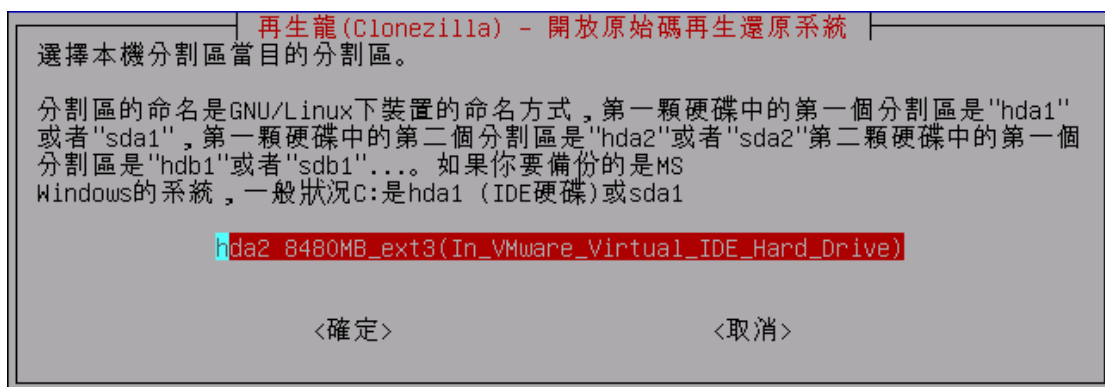 再生龍(Clonezilla) - 開放原始碼再生還原系統
選擇本機分割區當目的分割區。
分割區的命名是GNU/Linux下裝置的命名方式,第一顆硬碟中的第一個分割區是"hda1"
或者"sda1",第一顆硬碟中的第二個分割區是"hda2"或者"sda2"第二顆硬碟中的第一個
分割區是"hdb1"或者"sdb1"...。如果你要備份的是MS
Windows的系統,一般狀況C:是hda1 (IDE硬碟)或sda1
hda2 8480MB_ext3(In_VMware_Virtual_IDE_Hard_Drive)
<確定> <取消>